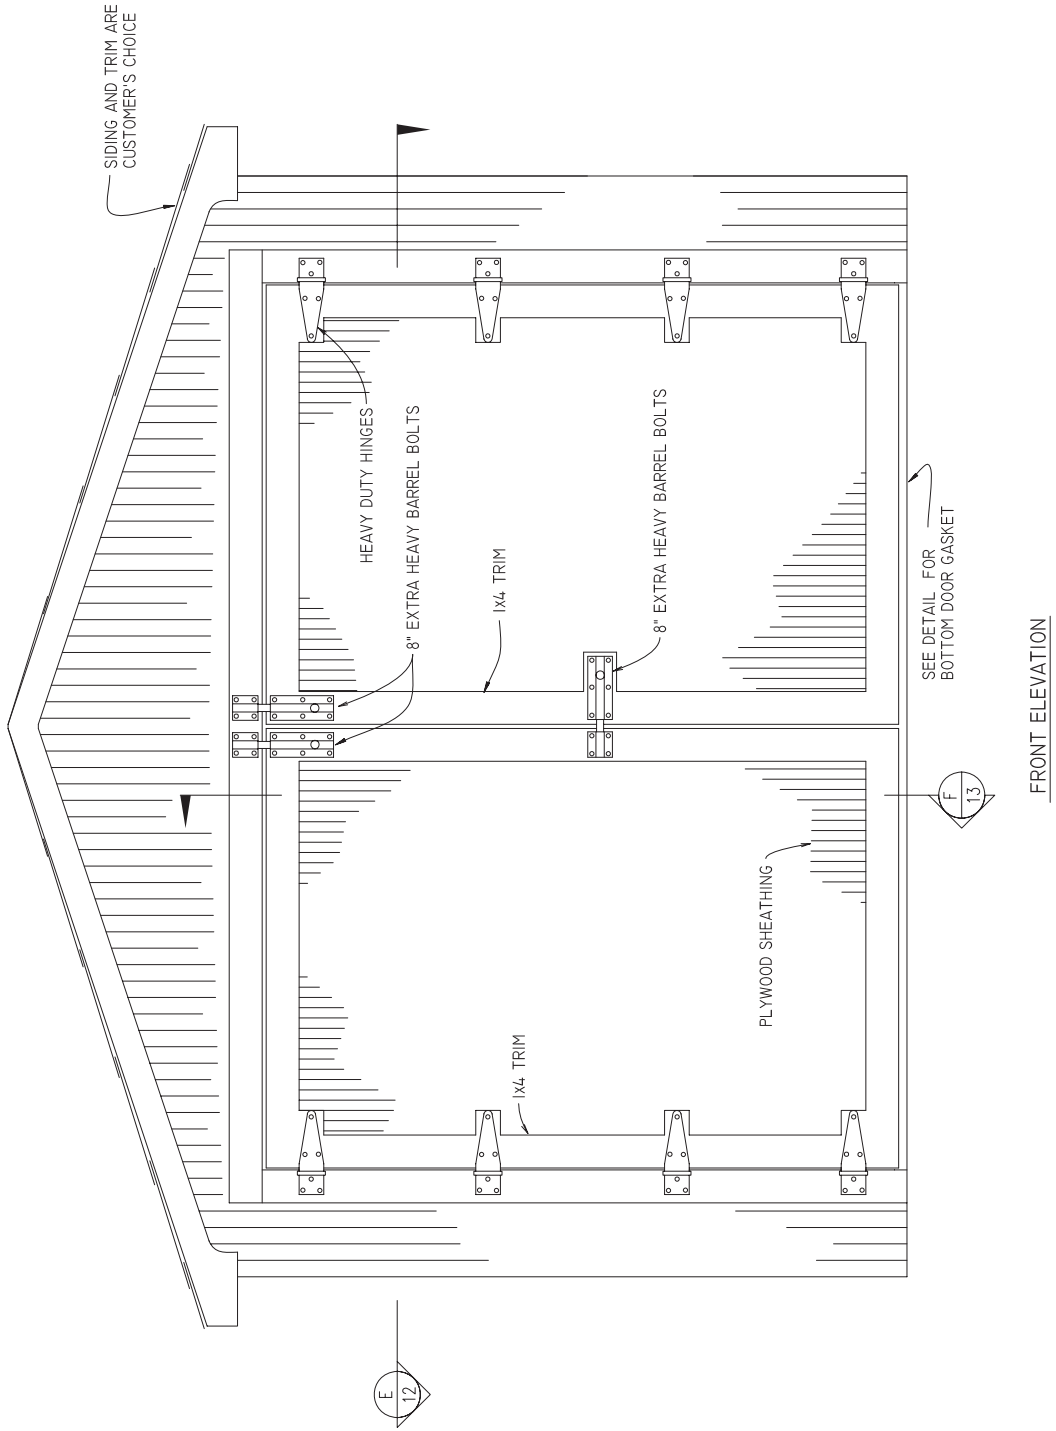 SIDING AND TRIM ARE
CUSTOMER'S CHOICE
HEAVY DUTY HINGES
8" EXTRA HEAVY BARREL BOLTS
1x4 TRIM
8" EXTRA HEAVY BARREL BOLTS
SEE DETAIL FOR
BOTTOM DOOR GASKET
PLYWOOD SHEATHING
1x4 TRIM
E
12
F
13
FRONT ELEVATION